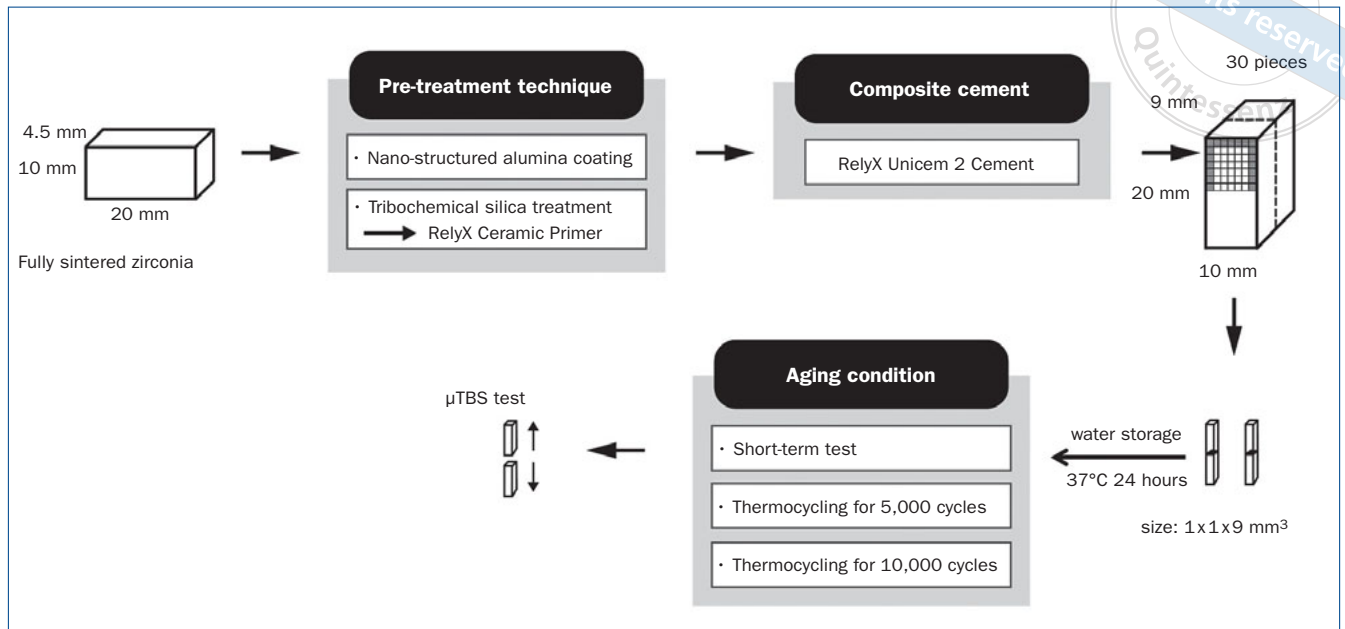 Pre-treatment technique
· Nano-structured alumina coating
· Tribochemical silica treatment
RelyX Ceramic Primer
Composite cement
RelyX Unicem 2 Cement
4.5 mm
10 mm
20 mm
Fully sintered zirconia
30 pieces
9 mm
20 mm
10 mm
water storage
37°C 24 hours
size: 1x1x9 mm³
Aging condition
· Short-term test
· Thermocycling for 5,000 cycles
· Thermocycling for 10,000 cycles
µTBS test
reserved